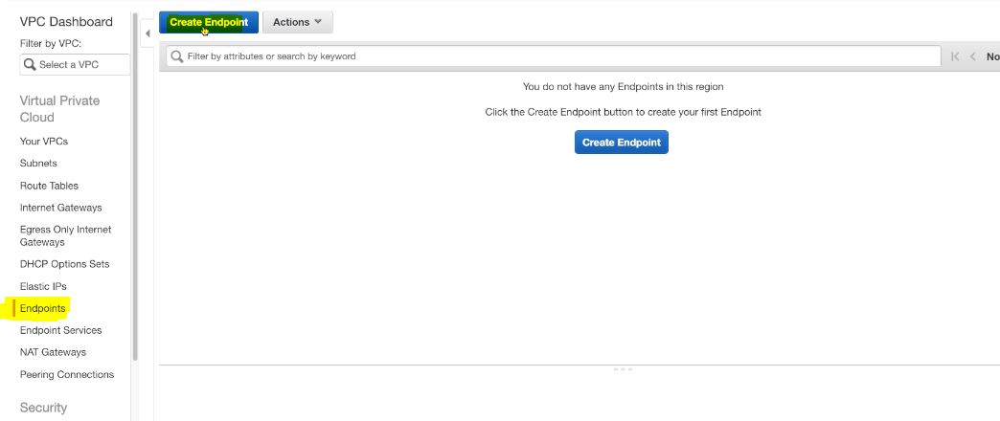 VPC Dashboard
Filter by VPC:
Select a VPC
Virtual Private
Cloud
Your VPCs
Subnets
Route Tables
Internet Gateways
Egress Only Internet
Gateways
DHCP Options Sets
Elastic IPs
Endpoints
Endpoint Services
NAT Gateways
Peering Connections
Security
Create Endpoint
Actions
Filter by attributes or search by keyword
No
You do not have any Endpoints in this region
Click the Create Endpoint button to create your first Endpoint
Create Endpoint